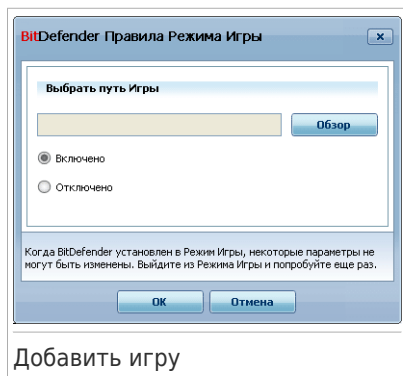 BitDefender Правила Режима Игры
Выбрать путь Игры
Обзор
Включено
Отключено
Когда BitDefender установлен в Режим Игры, некоторые параметры не
могут быть изменены. Выйдите из Режима Игры и попробуйте еще раз.
OK Отмена
Добавить игру